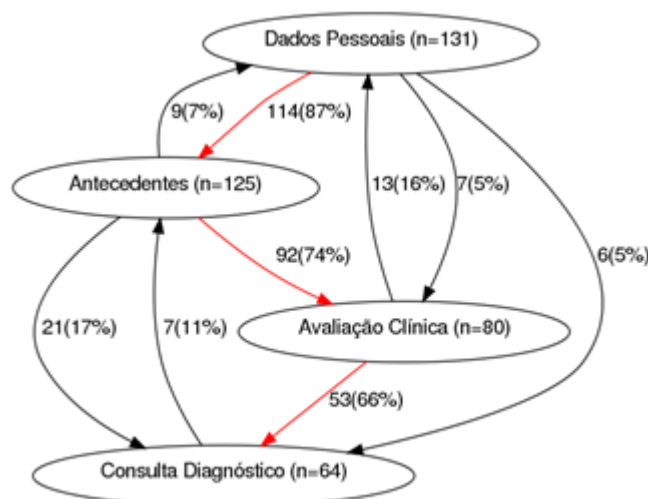 Dados Pessoais (n=131)
9(7%)
114(87%)
Antecedentes (n=125)
13(16%)
7(5%)
92(74%)
6(5%)
21(17%)
7(11%)
Avaliação Clínica (n=80)
53(66%)
Consulta Diagnóstico (n=64)